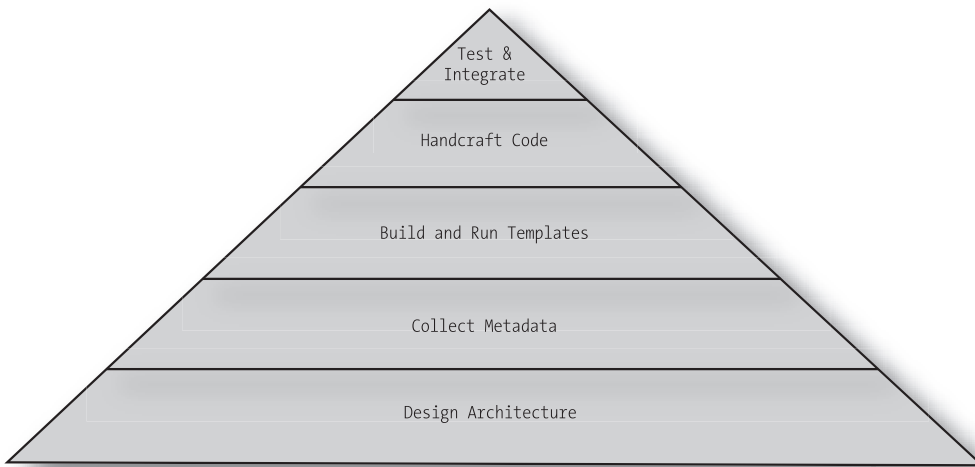 Test &
Integrate
Handcraft Code
Build and Run Templates
Collect Metadata
Design Architecture